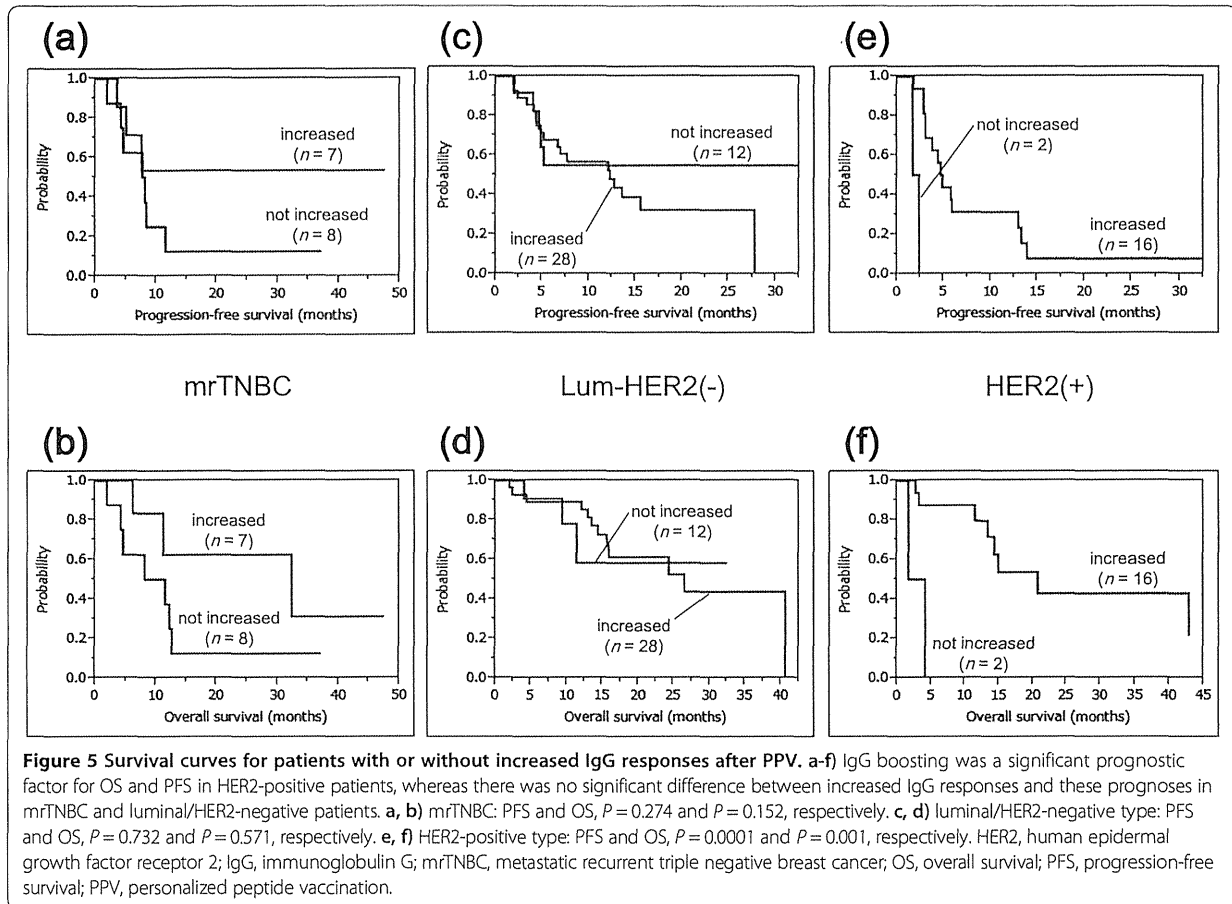 (a)
1.0
0.8
0.6
0.4
0.2
0.0
Probability
increased
(n = 7)
not increased
(n = 8)
0 10 20 30 40 50
Progression-free survival (months)
(c)
1.0
0.8
0.6
0.4
0.2
0.0
Probability
not increased
(n = 12)
increased
(n = 28)
0 5 10 15 20 25 30
Progression-free survival (months)
(e)
1.0
0.8
0.6
0.4
0.2
0.0
Probability
not increased
(n = 2)
increased
(n = 16)
0 5 10 15 20 25 30
Progression-free survival (months)
mrTNBC
Lum-HER2(-)
HER2(+)
(b)
1.0
0.8
0.6
0.4
0.2
0.0
Probability
increased
(n = 7)
not increased
(n = 8)
0 10 20 30 40 50
Overall survival (months)
(d)
1.0
0.8
0.6
0.4
0.2
0.0
Probability
not increased
(n = 12)
increased
(n = 28)
0 5 10 15 20 25 30 35 40
Overall survival (months)
(f)
1.0
0.8
0.6
0.4
0.2
0.0
Probability
increased
(n = 16)
not increased
(n = 2)
0 5 10 15 20 25 30 35 40 45
Overall survival (months)
Figure 5 Survival curves for patients with or without increased IgG responses after PPV. a-f) IgG boosting was a significant prognostic
factor for OS and PFS in HER2-positive patients, whereas there was no significant difference between increased IgG responses and these prognoses in
mrTNBC and luminal/HER2-negative patients. a, b) mrTNBC: PFS and OS, P = 0.274 and P = 0.152, respectively. c, d) luminal/HER2-negative type: PFS
and OS, P = 0.732 and P = 0.571, respectively. e, f) HER2-positive type: PFS and OS, P = 0.0001 and P = 0.001, respectively. HER2, human epidermal
growth factor receptor 2; IgG, immunoglobulin G; mrTNBC, metastatic recurrent triple negative breast cancer; OS, overall survival; PFS, progression-free
survival; PPV, personalized peptide vaccination.